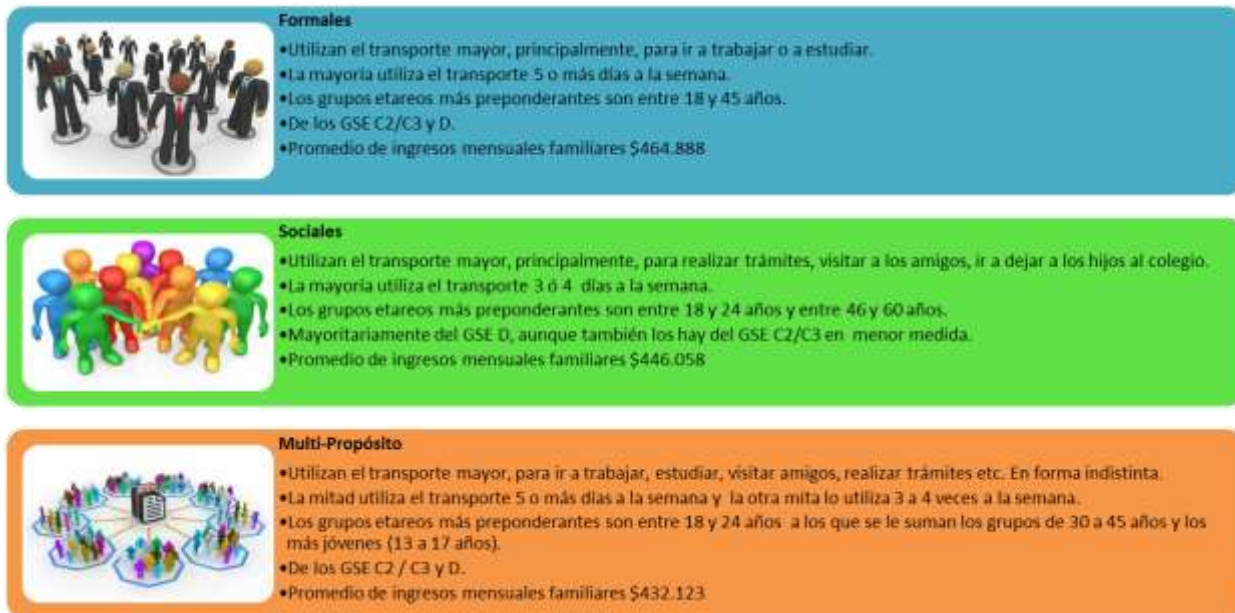 Formales
•Utilizan el transporte mayor, principalmente, para ir a trabajar o a estudiar.
•La mayoría utiliza el transporte 5 o más días a la semana.
•Los grupos etareos más preponderantes son entre 18 y 45 años.
•De los GSE C2/C3 y D.
•Promedio de ingresos mensuales familiares $464.888
Sociales
•Utilizan el transporte mayor, principalmente, para realizar trámites, visitar a los amigos, ir a dejar a los hijos al colegio.
•La mayoría utiliza el transporte 3 ó 4 días a la semana.
•Los grupos etareos más preponderantes son entre 18 y 24 años y entre 46 y 60 años.
•Mayoritariamente del GSE D, aunque también los hay del GSE C2/C3 en menor medida.
•Promedio de ingresos mensuales familiares $446.058
Multi-Propósito
•Utilizan el transporte mayor, para ir a trabajar, estudiar, visitar amigos, realizar trámites etc. En forma indistinta.
•La mitad utiliza el transporte 5 o más días a la semana y la otra mita lo utiliza 3 a 4 veces a la semana.
•Los grupos etareos más preponderantes son entre 18 y 24 años a los que se le suman los grupos de 30 a 45 años y los
más jóvenes (13 a 17 años).
•De los GSE C2 / C3 y D.
•Promedio de ingresos mensuales familiares $432.123